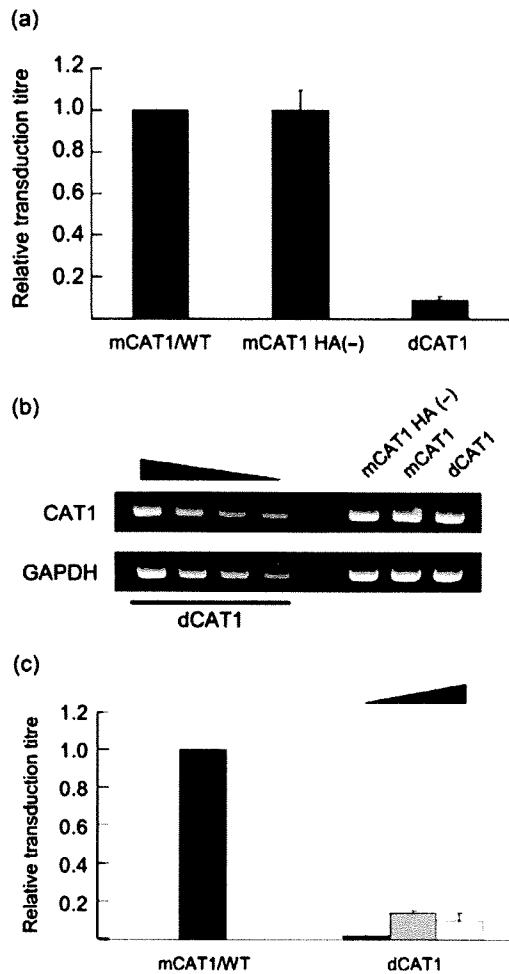 (a)
Relative transduction titre
1.2
1.0
0.8
0.6
0.4
0.2
mCAT1/WT mCAT1 HA(−) dCAT1
(b)
mCAT1 HA (−)
mCAT1
dCAT1
CAT1
GAPDH
dCAT1
(c)
Relative transduction titre
1.2
1.0
0.8
0.6
0.4
0.2
mCAT1/WT dCAT1